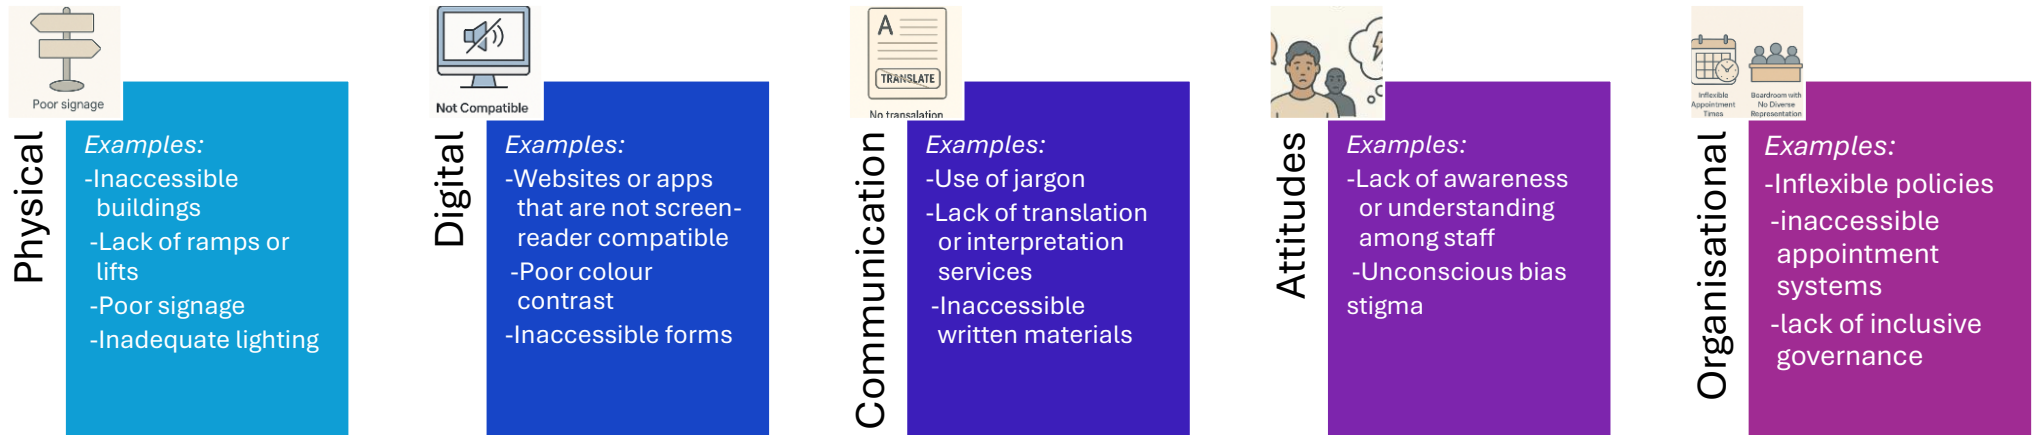 Poor signage
Physical
Examples:
-Inaccessible
buildings
-Lack of ramps or
lifts
-Poor signage
-Inadequate lighting
Not Compatible
Digital
Examples:
-Websites or apps
that are not screen-
reader compatible
-Poor colour
contrast
-Inaccessible forms
A
TRANSLATE
No translation
Communication
Examples:
-Use of jargon
-Lack of translation
or interpretation
services
-Inaccessible
written materials
Attitudes
Examples:
-Lack of awareness
or understanding
among staff
-Unconscious bias
stigma
Inflexible
Appointment
Times
Boardroom with
No Diverse
Representation
Organisational
Examples:
-Inflexible policies
-inaccessible
appointment
systems
-lack of inclusive
governance